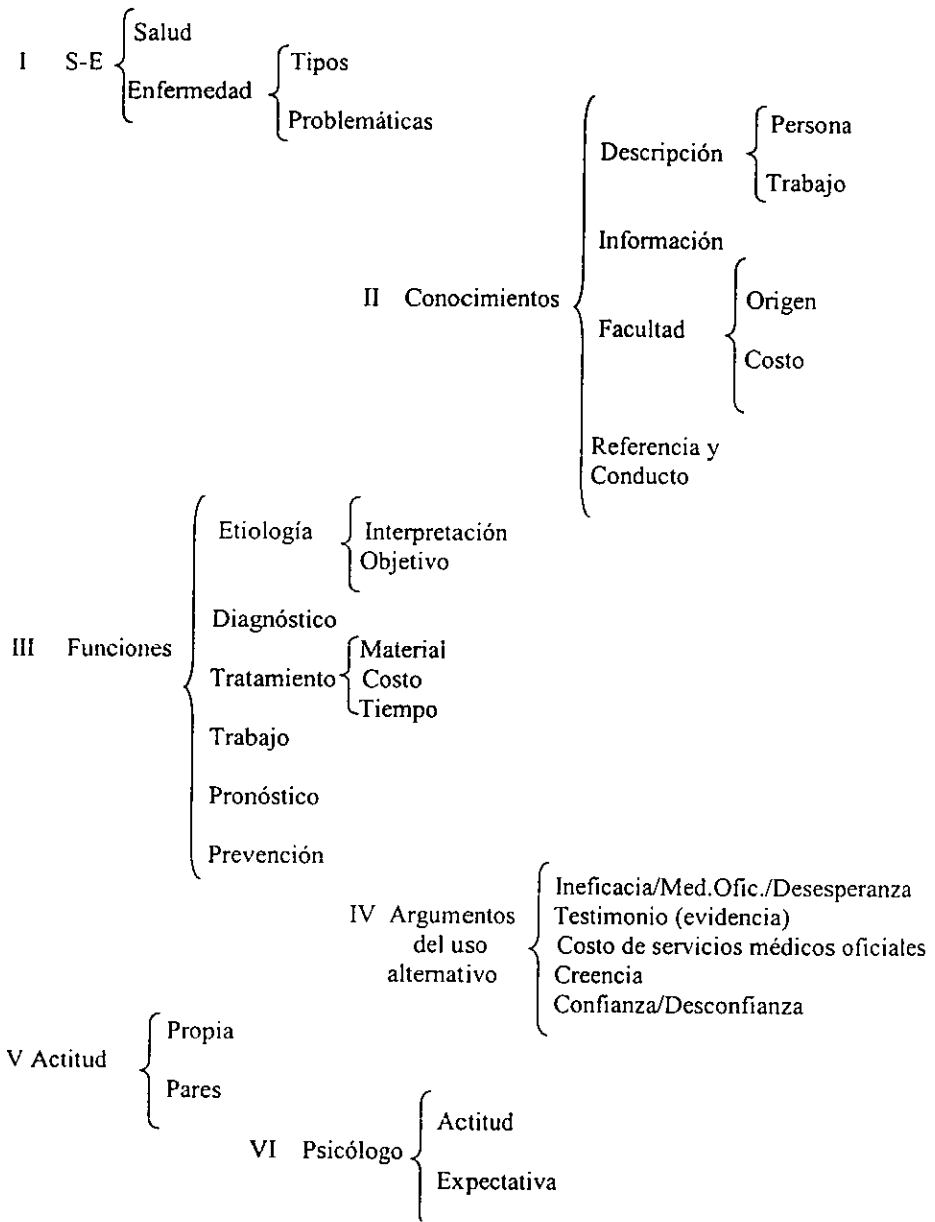 I S-E
Salud
Enfermedad
Tipos
Problemáticas
II Conocimientos
Descripción
Persona
Trabajo
Información
Facultad
Origen
Costo
Referencia y
Conducto
III Funciones
Etiología
Interpretación
Objetivo
Diagnóstico
Tratamiento
Material
Costo
Tiempo
Trabajo
Pronóstico
Prevención
IV Argumentos
del uso
alternativo
Ineficacia/Med.Ofic./Desesperanza
Testimonio (evidencia)
Costo de servicios médicos oficiales
Creencia
Confianza/Desconfianza
V Actitud
Propia
Pares
VI Psicólogo
Actitud
Expectativa